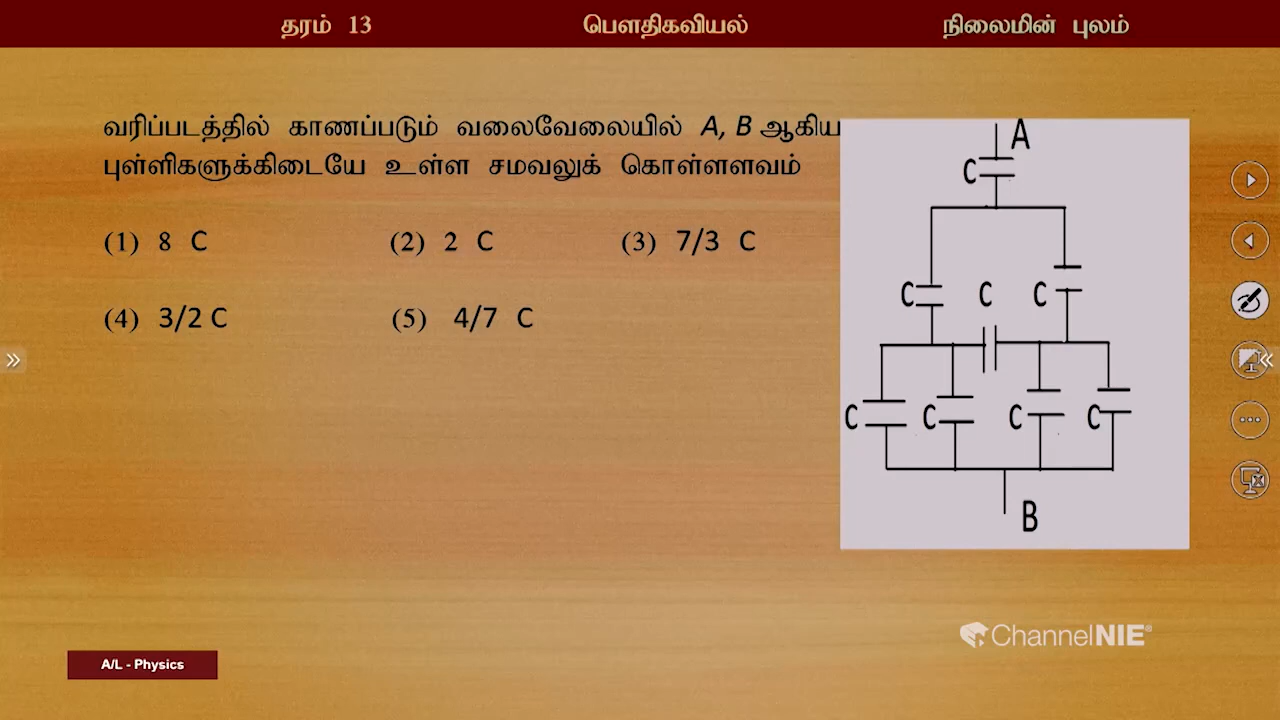 தரம் 13 பௌதிகவியல் நிலைமின் புலம்
வரிப்படத்தில் காணப்படும் வலைவேலையில் A, B ஆகிய
புள்ளிகளுக்கிடையே உள்ள சமவலுக் கொள்ளளவம்
(1) 8 C (2) 2 C (3) 7/3 C
(4) 3/2 C (5) 4/7 C
A
C
C C C
C C C C
B
ChannelNIE®
A/L - Physics